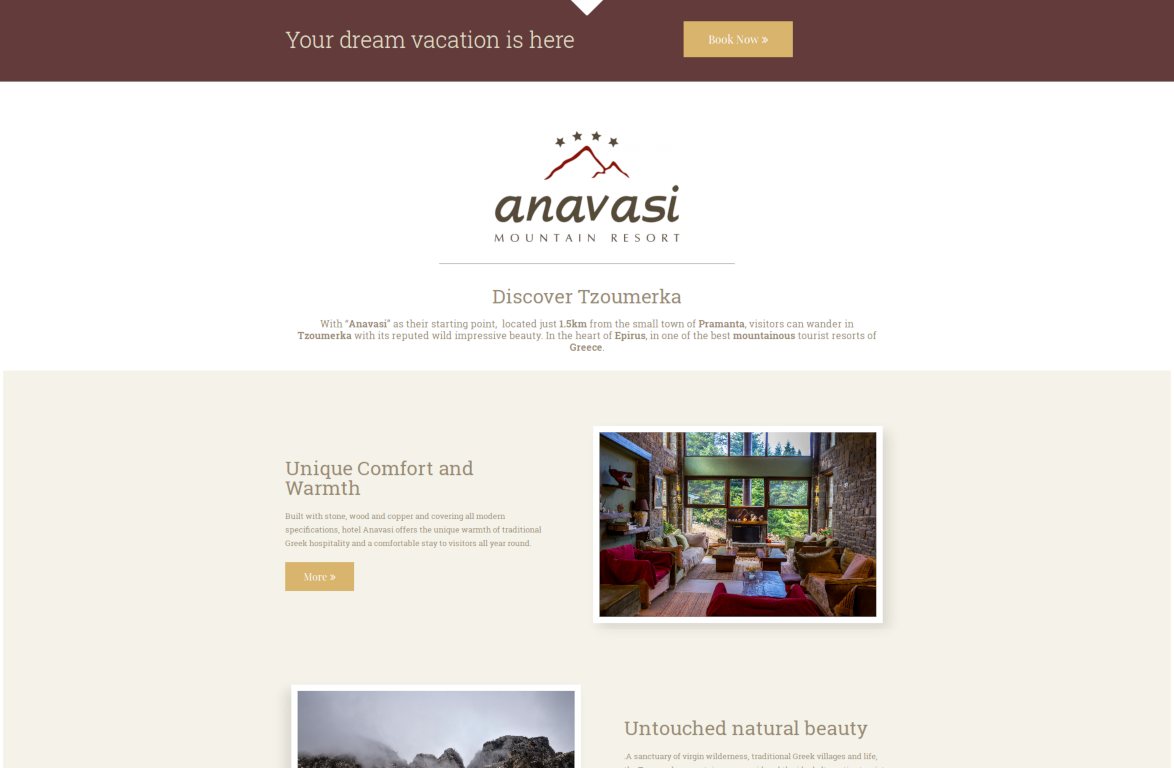 Your dream vacation is here
Book Now »
anavasi
MOUNTAIN RESORT
Discover Tzoumerka
With "Anavasi" as their starting point, located just 1.5km from the small town of Pramanta, visitors can wander in
Tzoumerka with its reputed wild impressive beauty. In the heart of Epirus, in one of the best mountainous tourist resorts of
Greece.
Unique Comfort and
Warmth
Built with stone, wood and copper and covering all modern
specifications, hotel Anavasi offers the unique warmth of traditional
Greek hospitality and a comfortable stay to visitors all year round.
More »
Untouched natural beauty
.A sanctuary of virgin wilderness, traditional Greek villages and life,